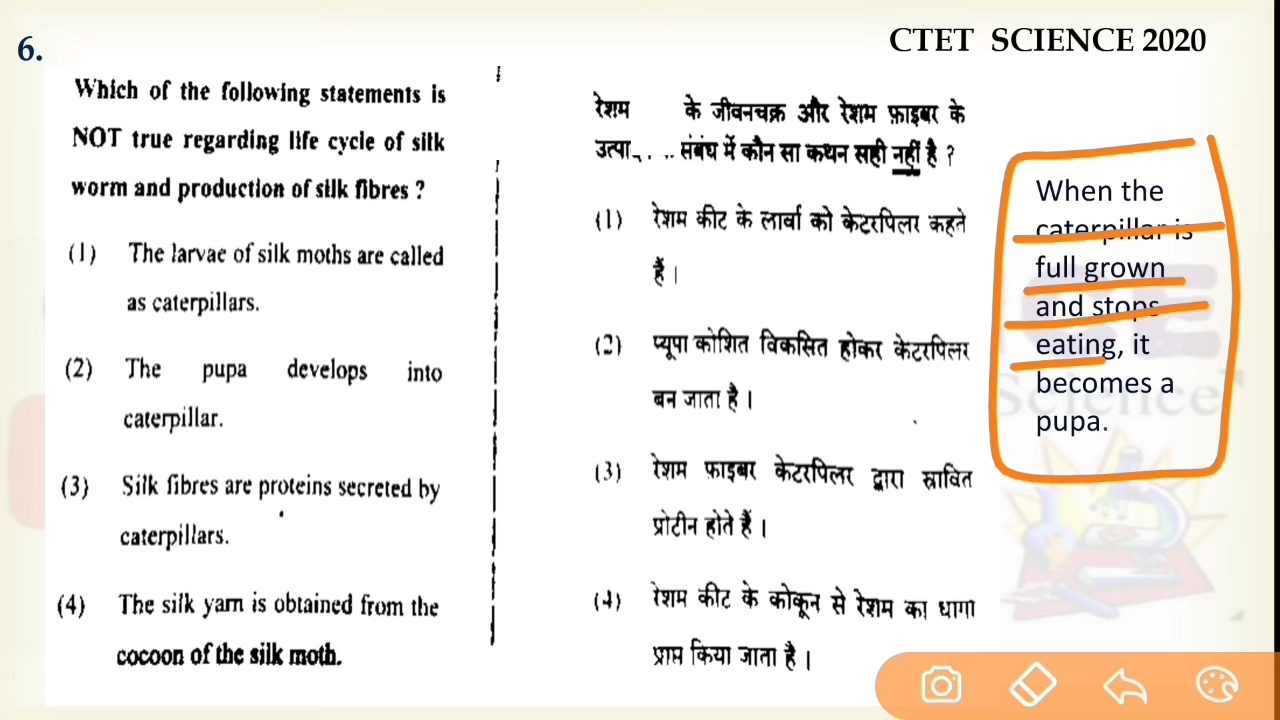 6.
CTET SCIENCE 2020
Which of the following statements is
NOT true regarding life cycle of silk
worm and production of silk fibres ?
(1) The larvae of silk moths are called
as caterpillars.
(2) The pupa develops into
caterpillar.
(3) Silk fibres are proteins secreted by
caterpillars.
(4) The silk yarn is obtained from the
cocoon of the silk moth.
रेशम के जीवनचक्र और रेशम फ़ाइबर के
संबंध में कौन सा कथन सही नहीं है ?
(1) रेशम कीट के लार्वा को केटरपिलर कहते
हैं ।
(2) प्यूपा कोशित विकसित होकर केटरपिलर
बन जाता है ।
(3) रेशम फ़ाइबर केटरपिलर द्वारा स्रावित
प्रोटीन होते हैं ।
(4) रेशम कीट के कोकून से रेशम का धागा
प्राप्त किया जाता है ।
When the
caterpillar is
full grown
and stops
eating, it
becomes a
pupa.
Science